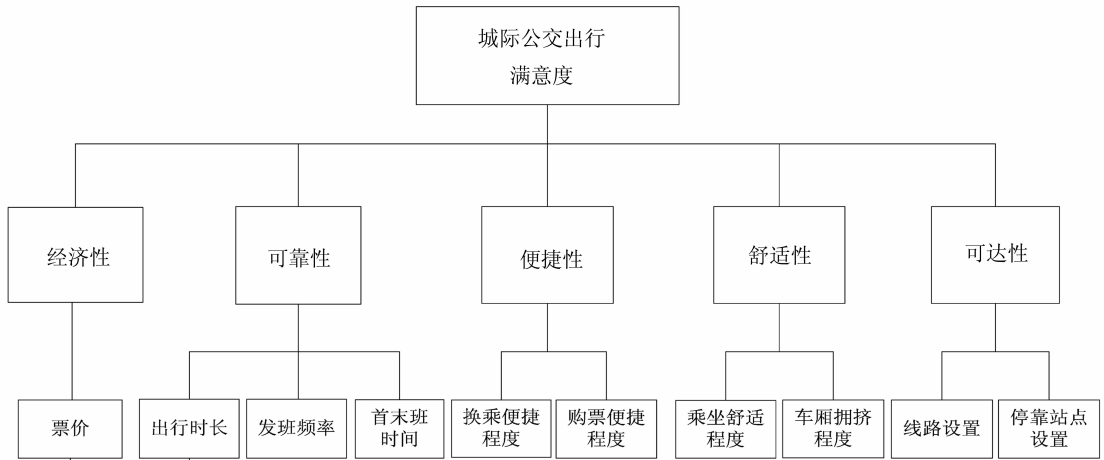 城际公交出行
满意度
经济性
可靠性
便捷性
舒适性
可达性
票价
出行时长
发班频率
首末班
时间
换乘便捷
程度
购票便捷
程度
乘坐舒适
程度
车厢拥挤
程度
线路设置
停靠站点
设置